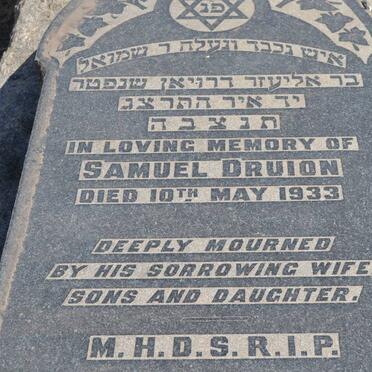 פנ
איש נכבד ונעלה ר שמואל
בר אליעזר דרויאן שנפטר
יד איר התרצג
תנצבה
IN LOVING MEMORY OF
SAMUEL DRUION
DIED 10TH MAY 1933
DEEPLY MOURNED
BY HIS SORROWING WIFE
SONS AND DAUGHTER.
M.H.D.S.R.I.P.